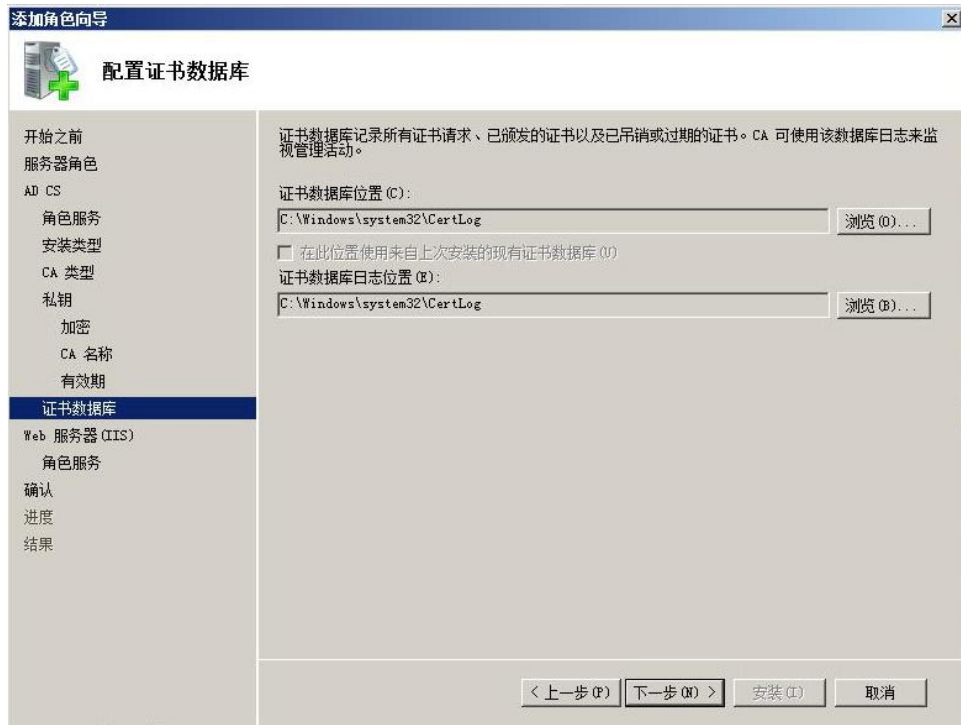 添加角色向导
配置证书数据库
开始之前
服务器角色
AD CS
角色服务
安装类型
CA 类型
私钥
加密
CA 名称
有效期
证书数据库
Web 服务器(IIS)
角色服务
确认
进度
结果
证书数据库记录所有证书请求、已颁发的证书以及已吊销或过期的证书。CA 可使用该数据库日志来监
视管理活动。
证书数据库位置(C):
C:\Windows\system32\CertLog
浏览(O)...
在此位置使用来自上次安装的现有证书数据库(U)
证书数据库日志位置(E):
C:\Windows\system32\CertLog
浏览(B)...
< 上一步(P)
下一步(N) >
安装(I)
取消